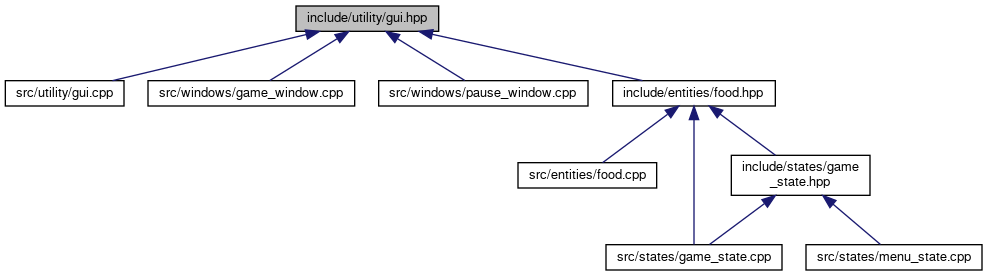 include/utility/gui.hpp
src/utility/gui.cpp
src/windows/game_window.cpp
src/windows/pause_window.cpp
include/entities/food.hpp
src/entities/food.cpp
include/states/game
_state.hpp
src/states/game_state.cpp
src/states/menu_state.cpp